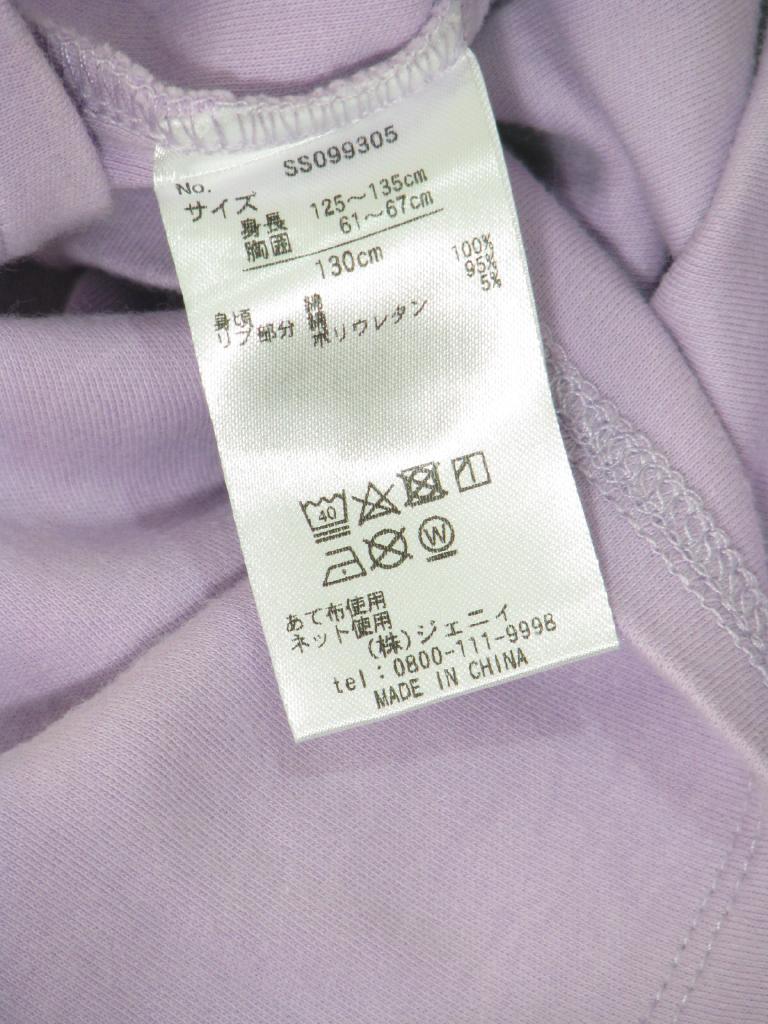 No. SS099305
サイズ
身長 125～135cm
胸囲 61～67cm
130cm
身頃 綿 100%
リブ部分 綿 95%
ポリウレタン 5%
40
W
あて布使用
ネット使用
(株)ジェニイ
tel:0800-111-9998
MADE IN CHINA